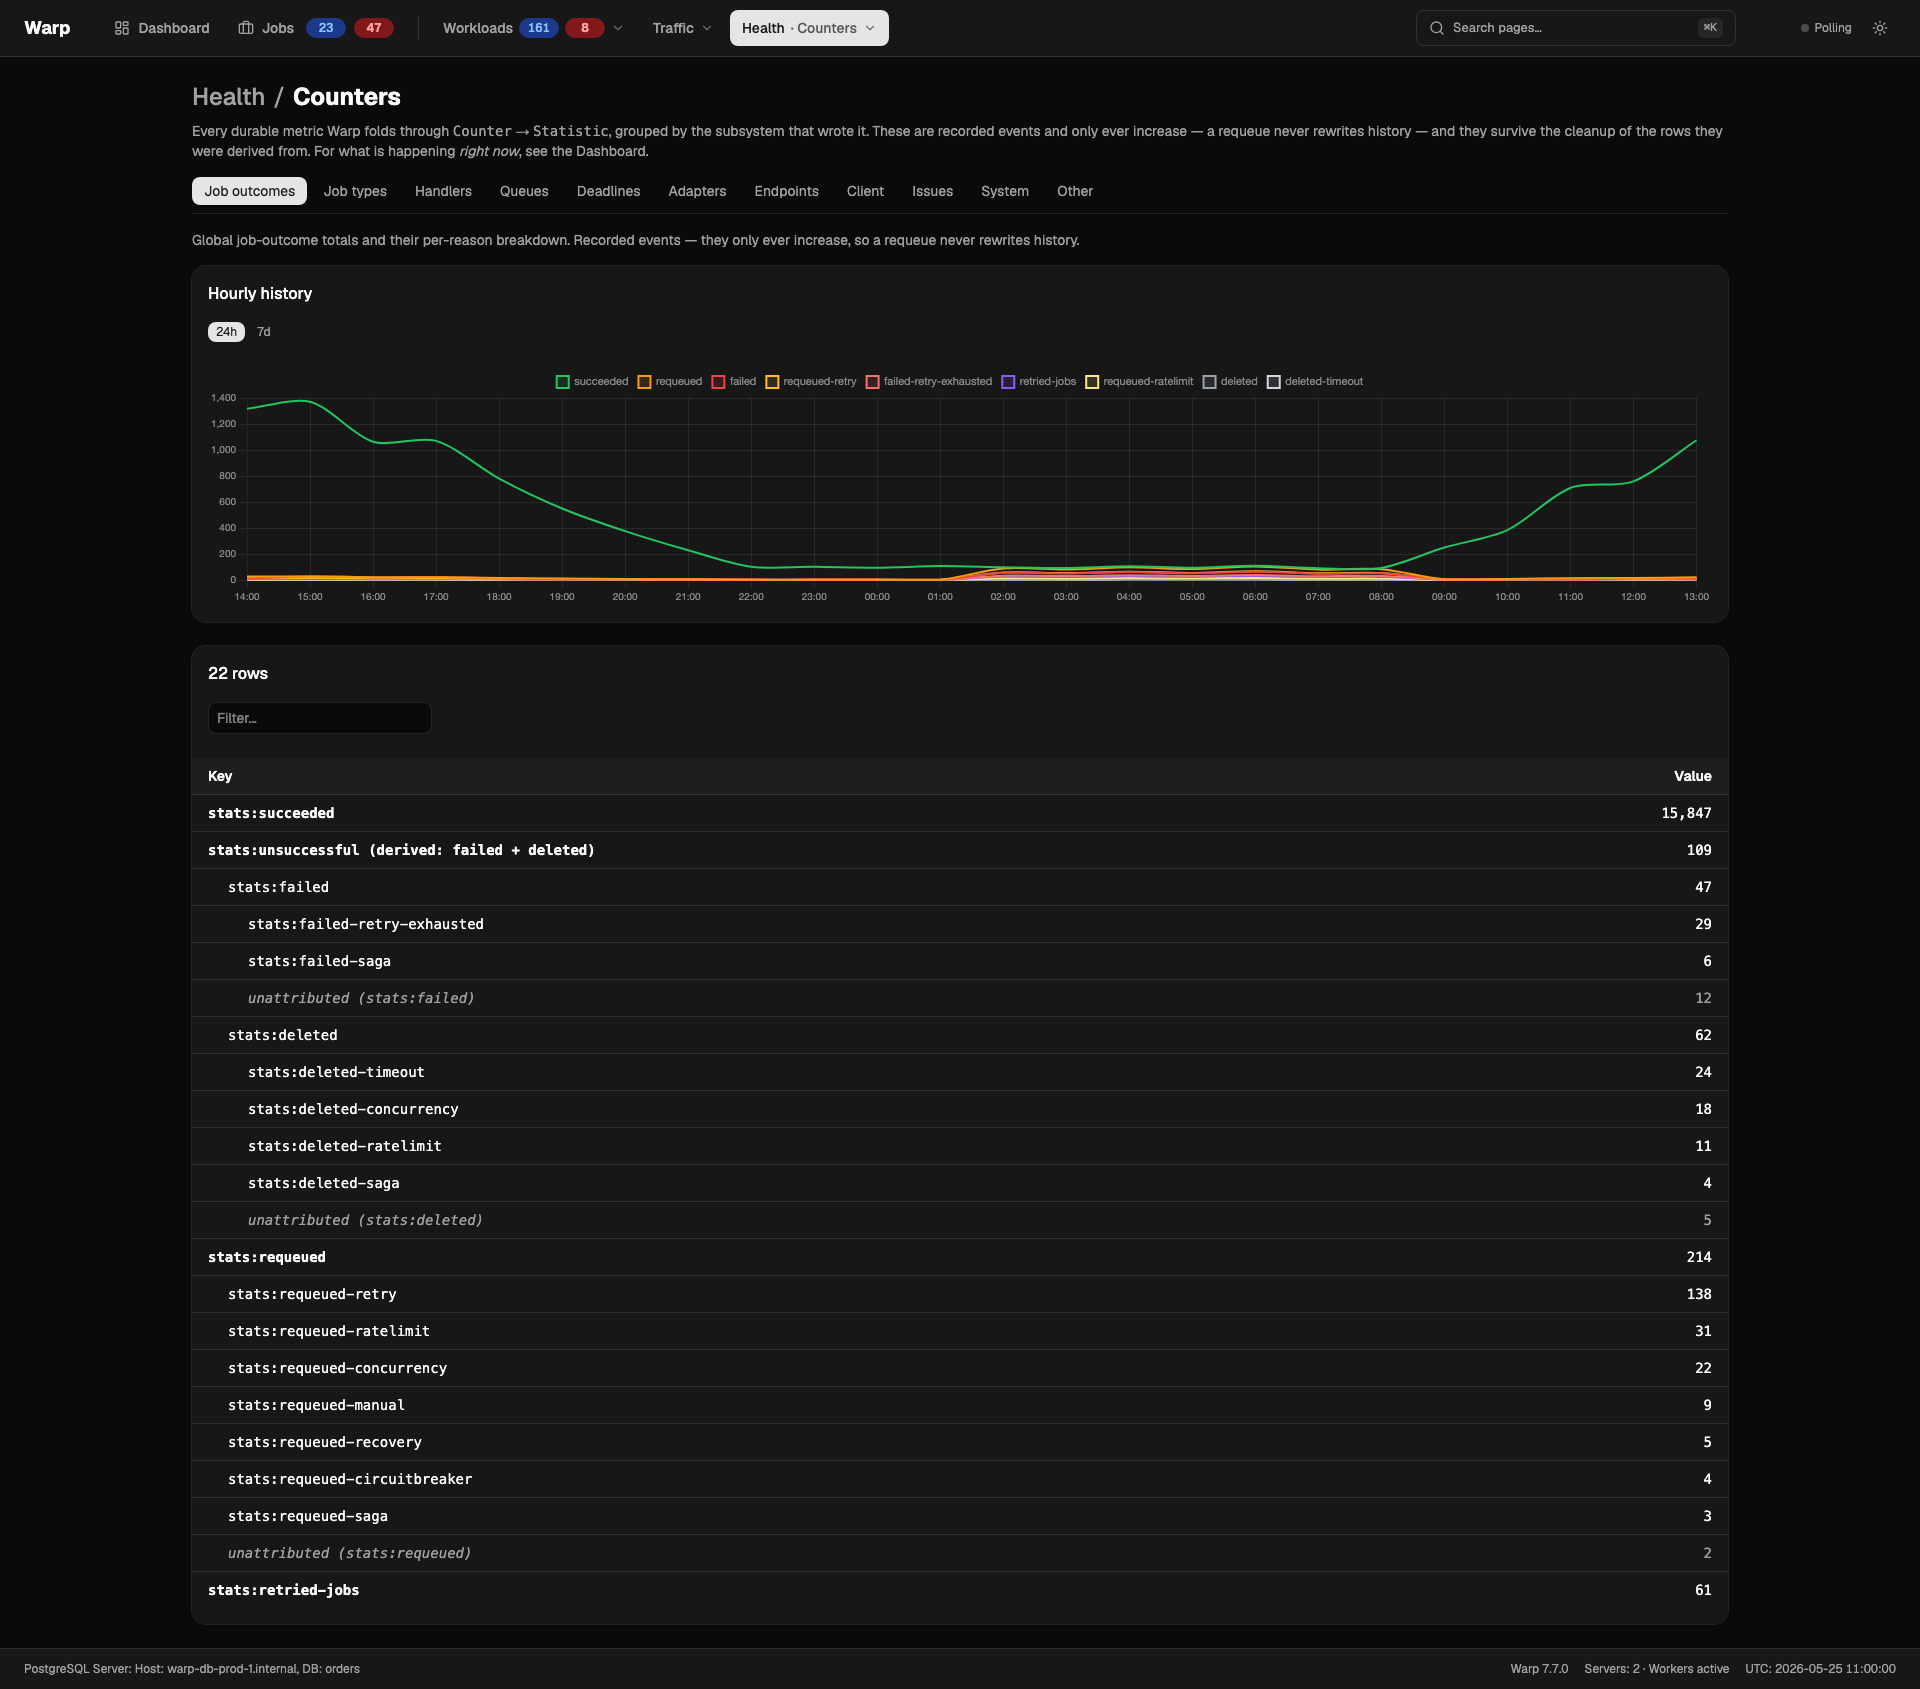 Warp
Dashboard
Jobs 23 47
Workloads 161 8
Traffic
Health · Counters
Search pages... ⌘K
Polling
Health / Counters
Every durable metric Warp folds through Counter → Statistic, grouped by the subsystem that wrote it. These are recorded events and only ever increase — a requeue never rewrites history — and they survive the cleanup of the rows they
were derived from. For what is happening right now, see the Dashboard.
Job outcomes Job types Handlers Queues Deadlines Adapters Endpoints Client Issues System Other
Global job-outcome totals and their per-reason breakdown. Recorded events — they only ever increase, so a requeue never rewrites history.
Hourly history
24h 7d
succeeded requeued failed requeued-retry failed-retry-exhausted retried-jobs requeued-ratelimit deleted deleted-timeout
1,400
1,200
1,000
800
600
400
200
0
14:00 15:00 16:00 17:00 18:00 19:00 20:00 21:00 22:00 23:00 00:00 01:00 02:00 03:00 04:00 05:00 06:00 07:00 08:00 09:00 10:00 11:00 12:00 13:00
22 rows
Filter...
Key Value
stats:succeeded 15,847
stats:unsuccessful (derived: failed + deleted) 109
stats:failed 47
stats:failed-retry-exhausted 29
stats:failed-saga 6
unattributed (stats:failed) 12
stats:deleted 62
stats:deleted-timeout 24
stats:deleted-concurrency 18
stats:deleted-ratelimit 11
stats:deleted-saga 4
unattributed (stats:deleted) 5
stats:requeued 214
stats:requeued-retry 138
stats:requeued-ratelimit 31
stats:requeued-concurrency 22
stats:requeued-manual 9
stats:requeued-recovery 5
stats:requeued-circuitbreaker 4
stats:requeued-saga 3
unattributed (stats:requeued) 2
stats:retried-jobs 61
PostgreSQL Server: Host: warp-db-prod-1.internal, DB: orders
Warp 7.7.0 Servers: 2 · Workers active UTC: 2026-05-25 11:00:00